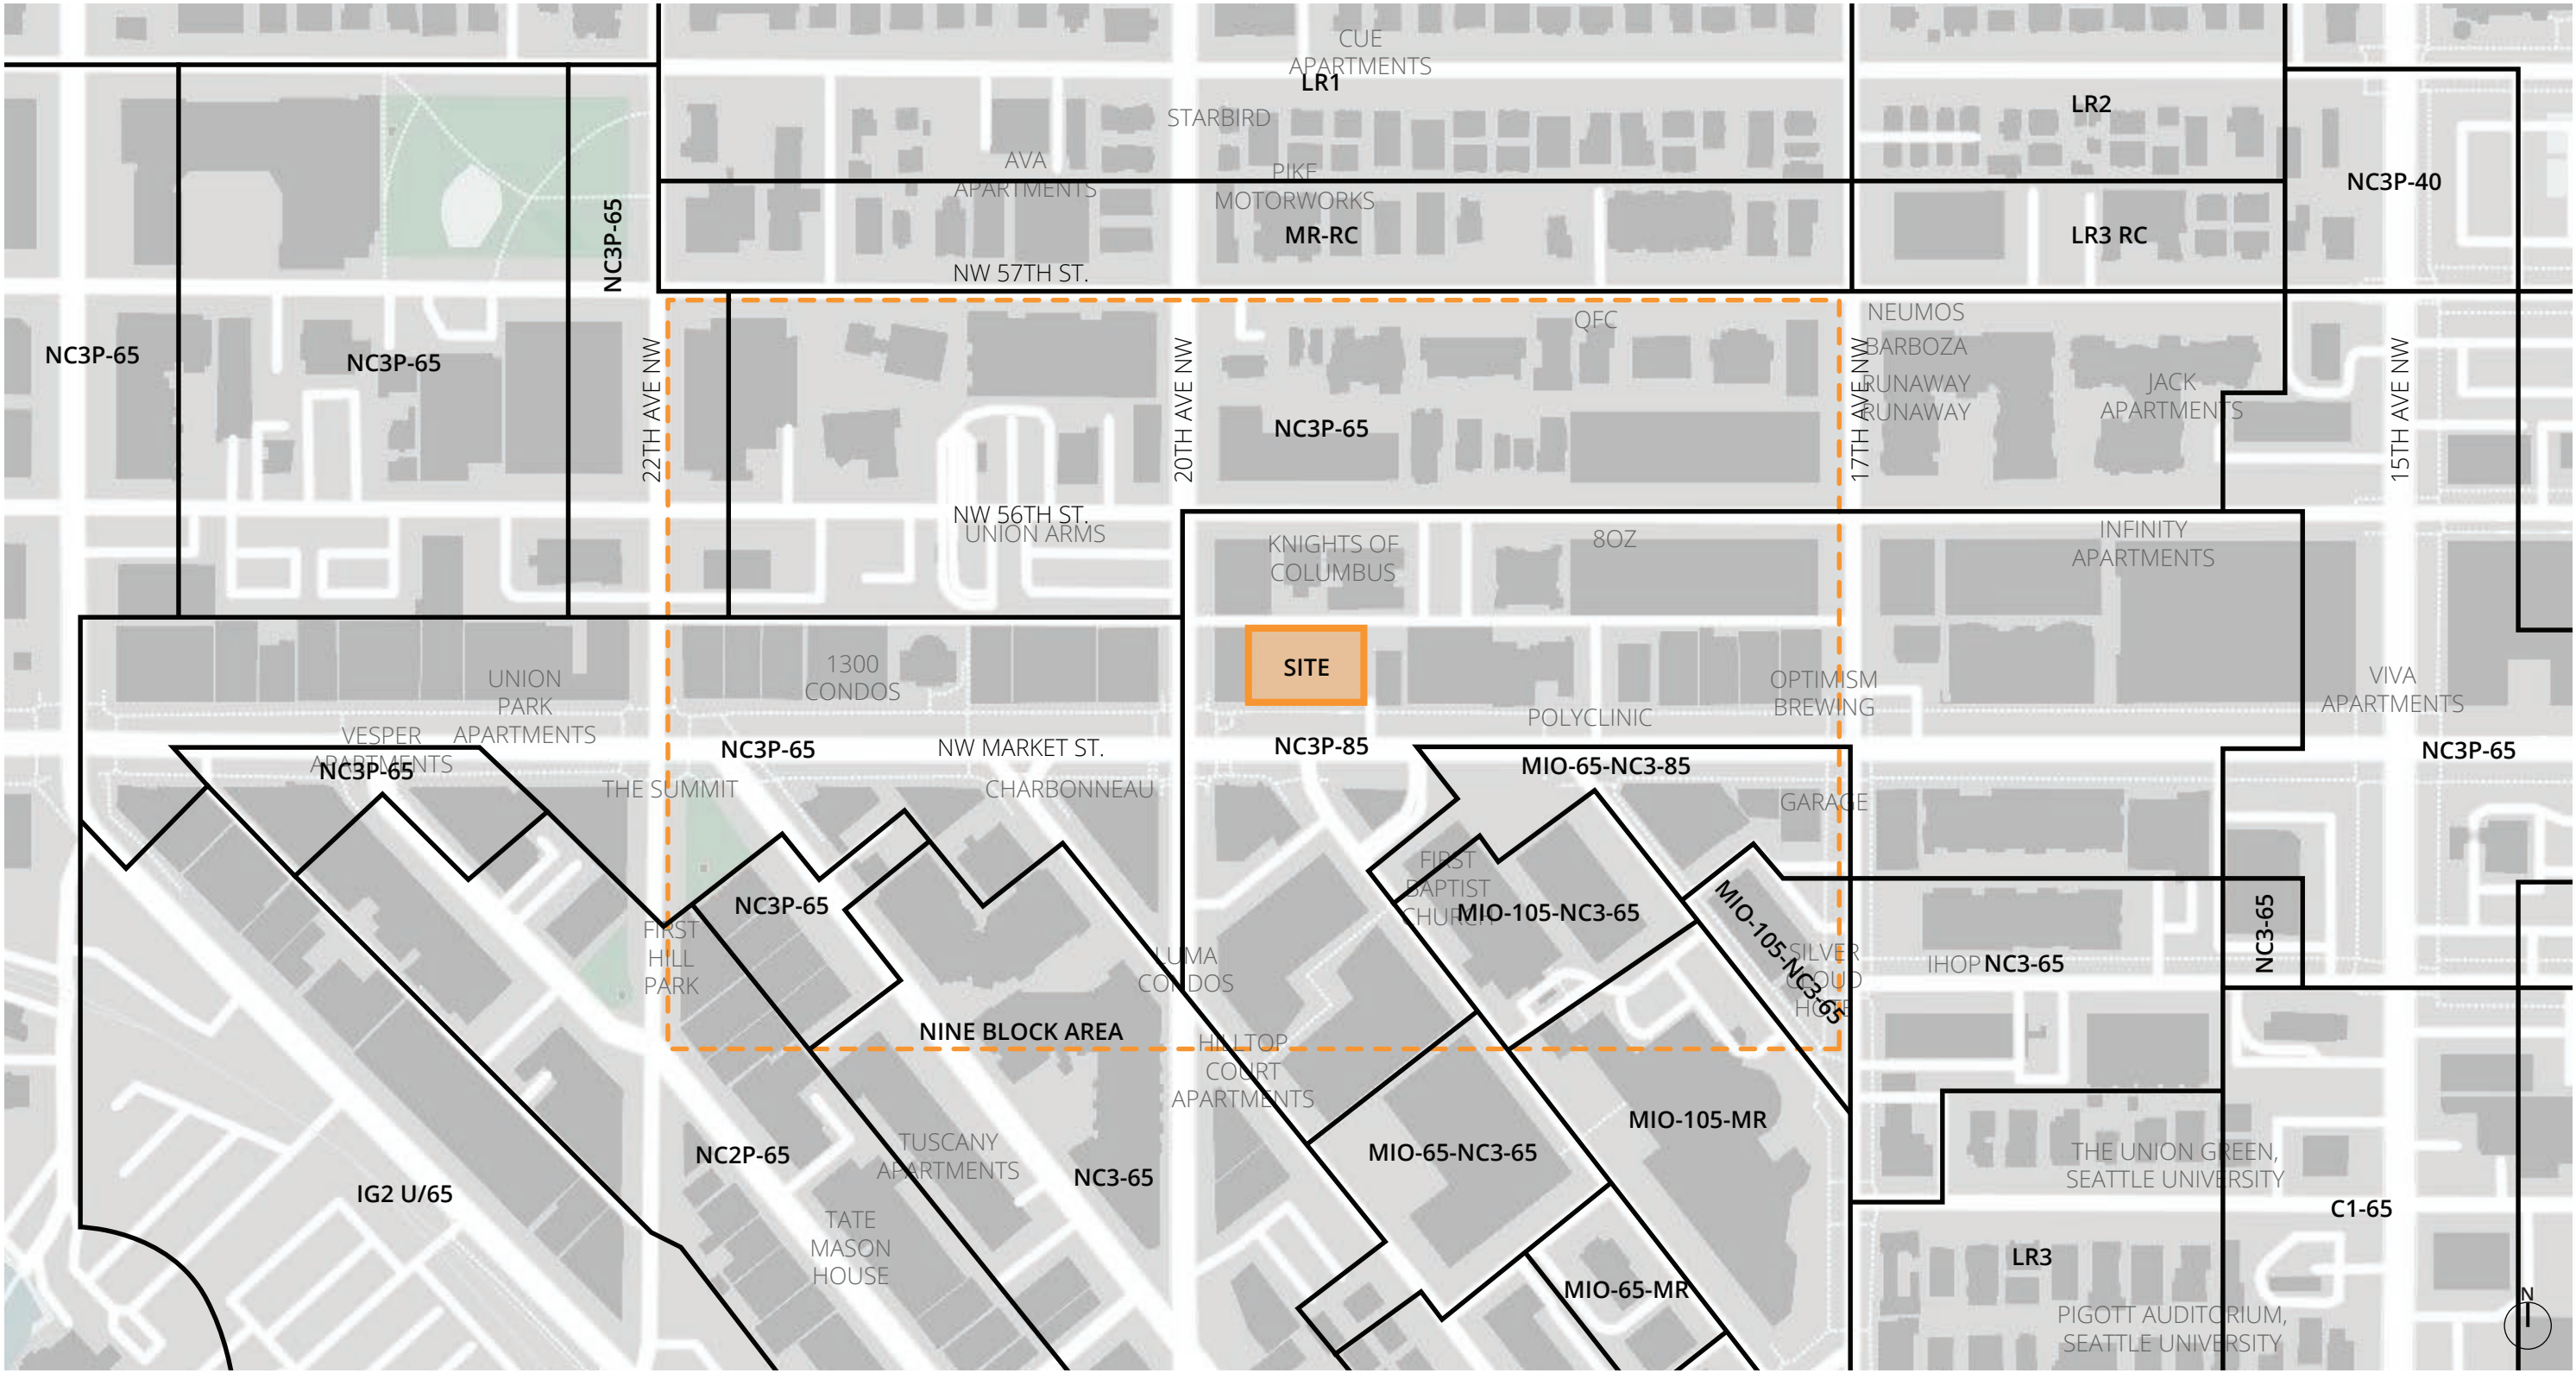 CUE
APARTMENTS
LR1
LR2
STARBIRD
AVA
APARTMENTS
PIKE
MOTORWORKS
NC3P-40
NC3P-65
MR-RC
LR3 RC
NW 57TH ST.
NEUMOS
QFC
BARBOZA
RUNAWAY
RUNAWAY
JACK
APARTMENTS
NC3P-65
NC3P-65
22TH AVE NW
20TH AVE NW
17TH AVE NW
15TH AVE NW
NC3P-65
NW 56TH ST.
UNION ARMS
KNIGHTS OF
COLUMBUS
8OZ
INFINITY
APARTMENTS
SITE
1300
CONDOS
UNION
PARK
APARTMENTS
OPTIMISM
BREWING
VIVA
APARTMENTS
POLYCLINIC
VESPER
APARTMENTS
NC3P-65
NC3P-65
NW MARKET ST.
NC3P-85
NC3P-65
MIO-65-NC3-85
THE SUMMIT
CHARBONNEAU
GARAGE
FIRST
BAPTIST
CHURCH
NC3P-65
MIO-105-NC3-65
MIO-105-NC3-65
FIRST
HILL
PARK
LUMA
CONDOS
SILVER
CLOUD
HOTEL
IHOP
NC3-65
NC3-65
NINE BLOCK AREA
HILLTOP
COURT
APARTMENTS
MIO-105-MR
TUSCANY
APARTMENTS
NC2P-65
NC3-65
MIO-65-NC3-65
THE UNION GREEN,
SEATTLE UNIVERSITY
IG2 U/65
C1-65
TATE
MASON
HOUSE
LR3
MIO-65-MR
PIGOTT AUDITORIUM,
SEATTLE UNIVERSITY
N